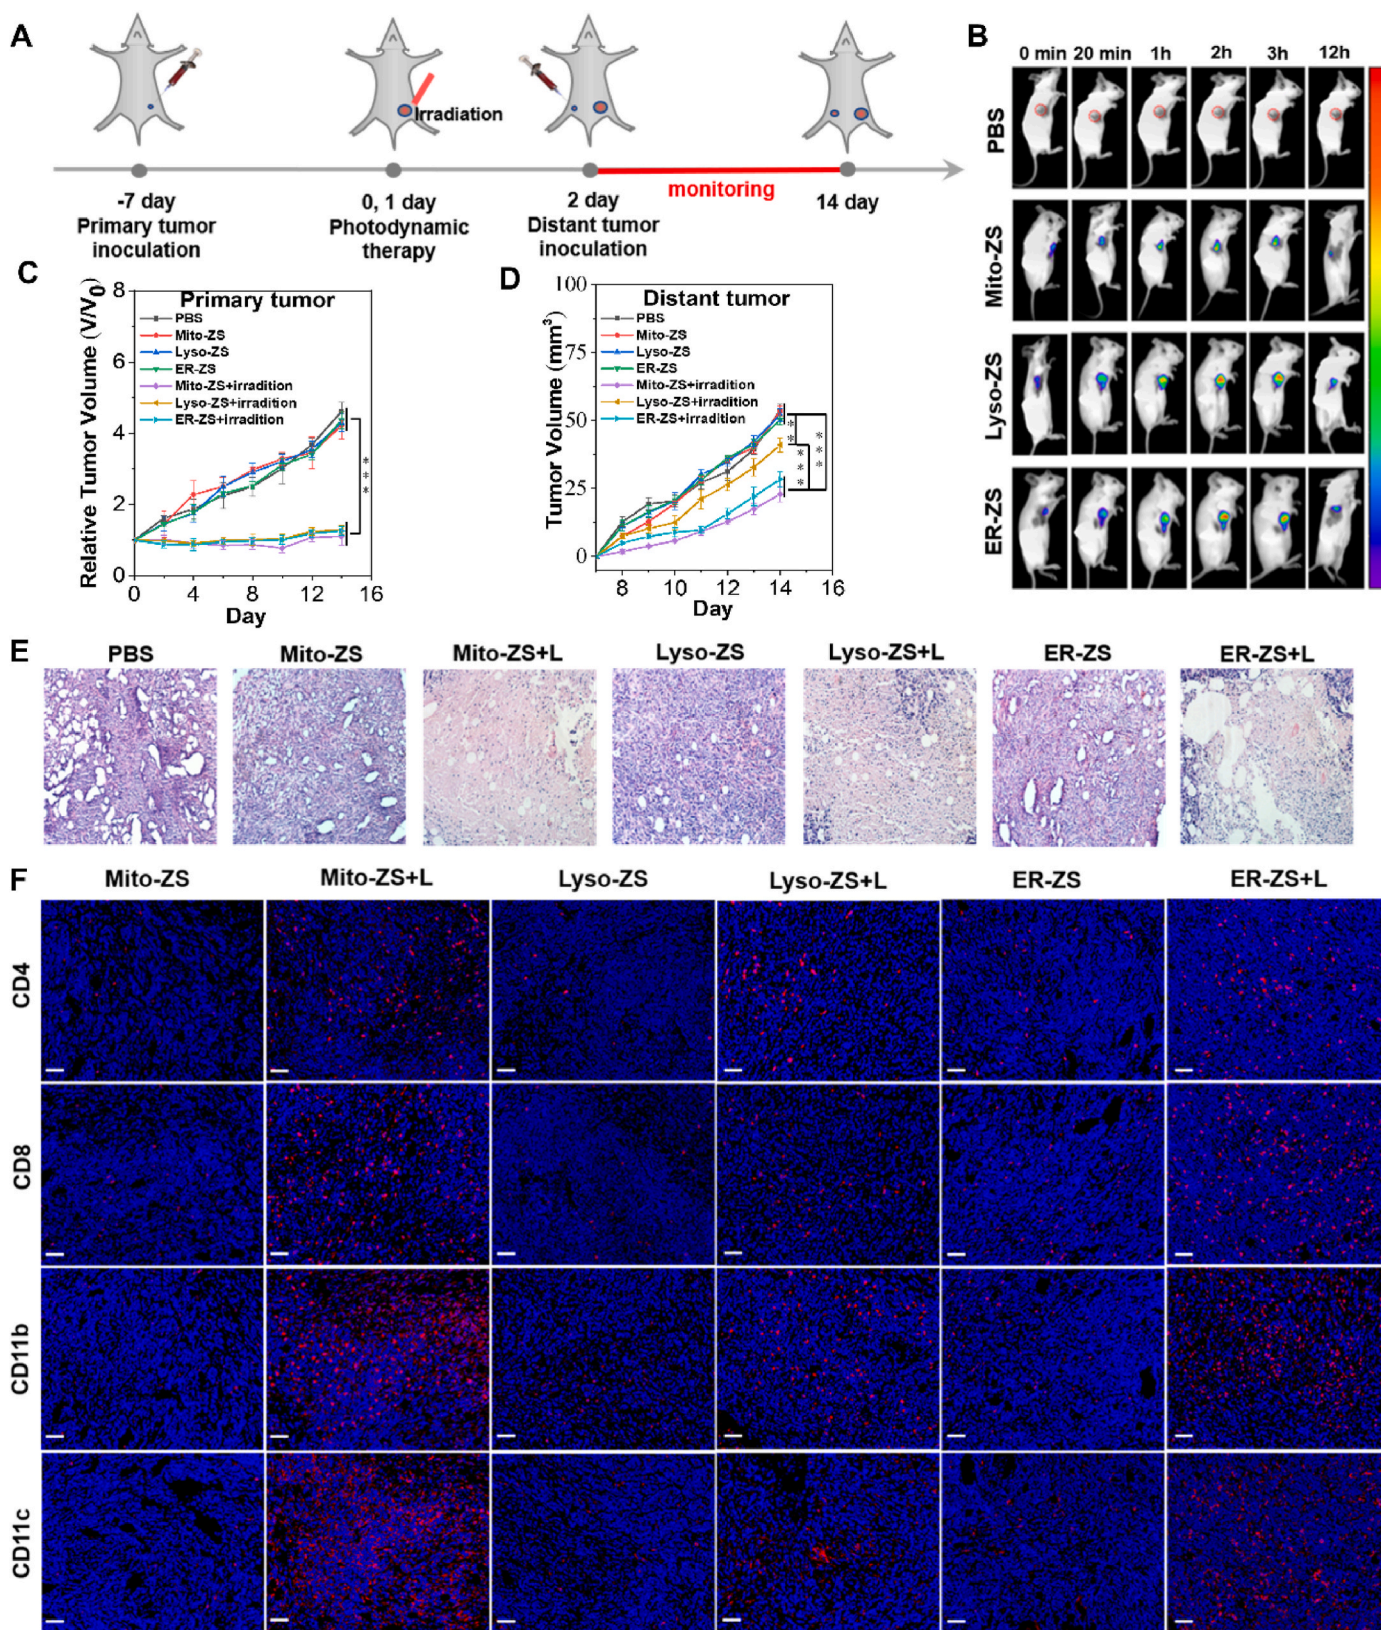 A
Irradiation
-7 day
Primary tumor
inoculation
0, 1 day
Photodynamic
therapy
2 day
Distant tumor
inoculation
monitoring
14 day
B
0 min 20 min 1h 2h 3h 12h
PBS
Mito-ZS
Lyso-ZS
ER-ZS
C
Primary tumor
PBS
Mito-ZS
Lyso-ZS
ER-ZS
Mito-ZS+irradition
Lyso-ZS+irradition
ER-ZS+irradition
Relative Tumor Volume (V/V0)
8
6
4
2
0
***
0 4 8 12 16
Day
D
Distant tumor
PBS
Mito-ZS
Lyso-ZS
ER-ZS
Mito-ZS+irradition
Lyso-ZS+irradition
ER-ZS+irradition
Tumor Volume (mm³)
100
75
50
25
0
**
***
***
8 10 12 14 16
Day
E
PBS Mito-ZS Mito-ZS+L Lyso-ZS Lyso-ZS+L ER-ZS ER-ZS+L
F
Mito-ZS Mito-ZS+L Lyso-ZS Lyso-ZS+L ER-ZS ER-ZS+L
CD4
CD8
CD11b
CD11c